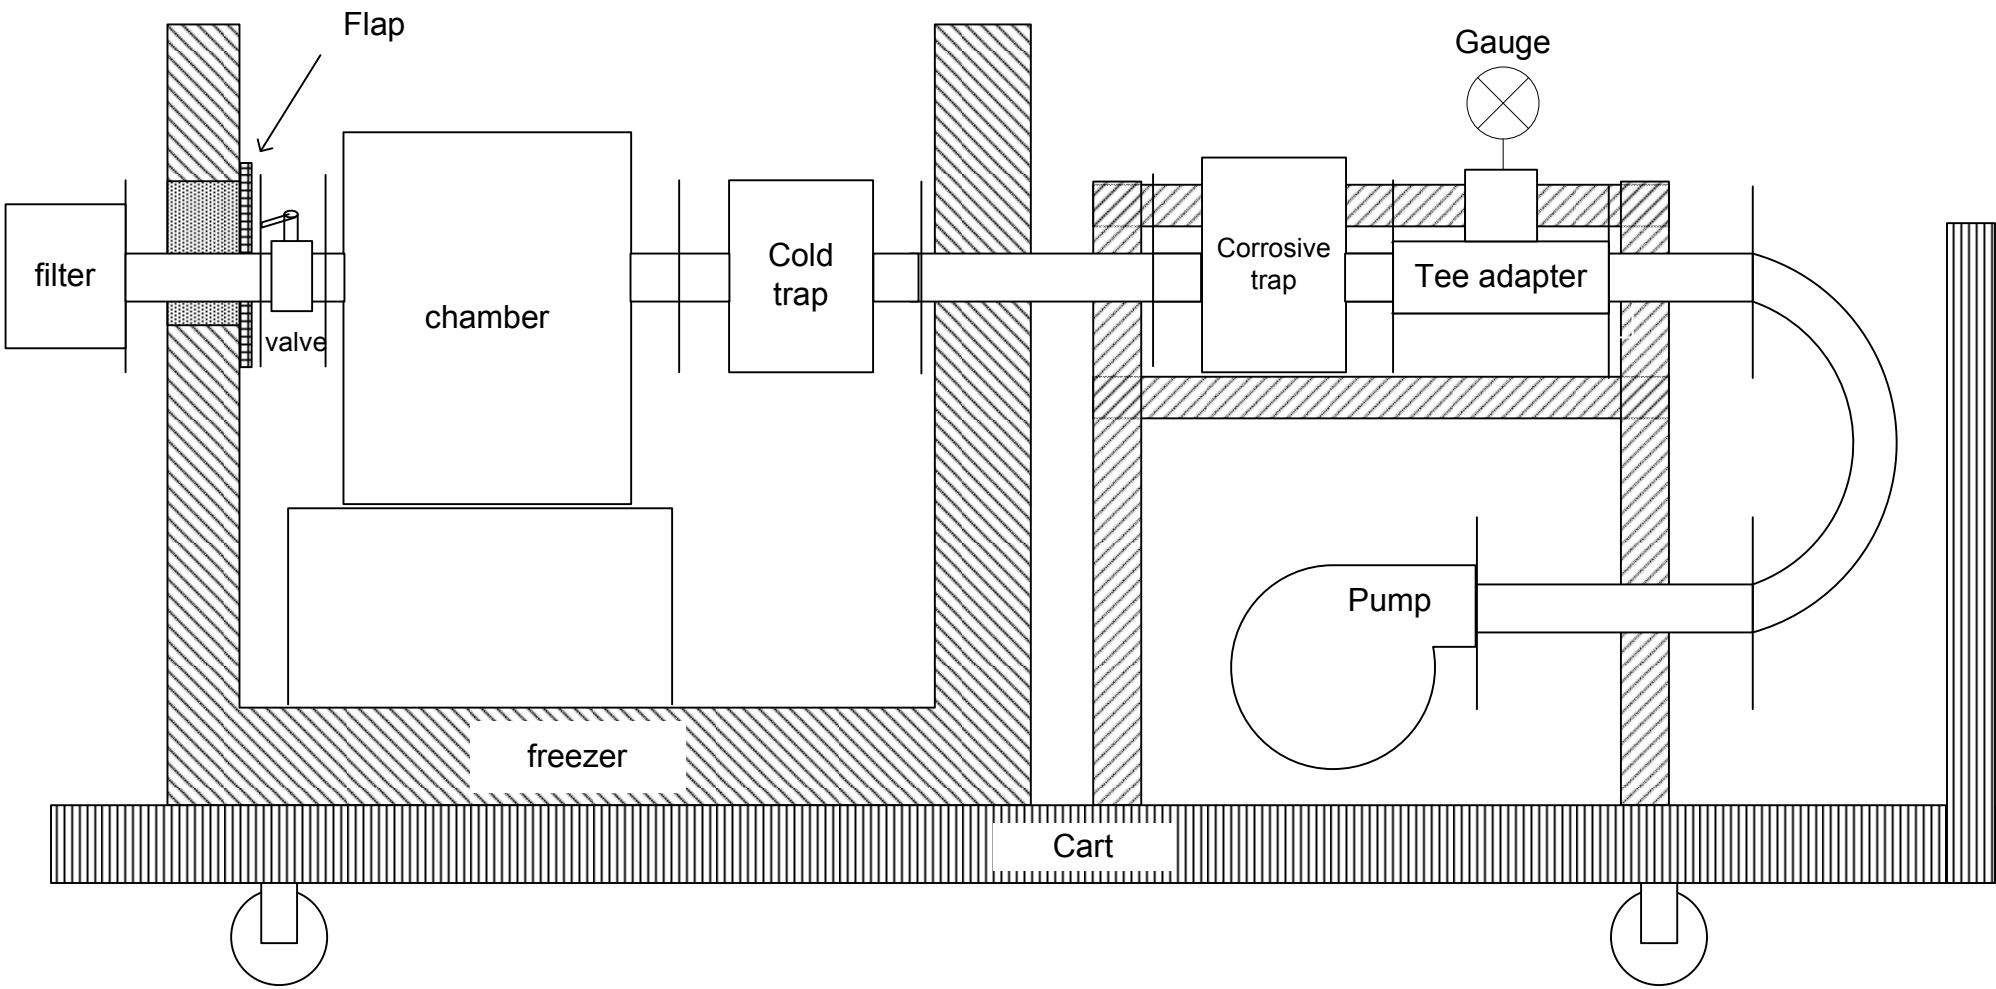 Flap
Gauge
filter
valve
chamber
Cold
trap
Corrosive
trap
Tee adapter
Pump
freezer
Cart